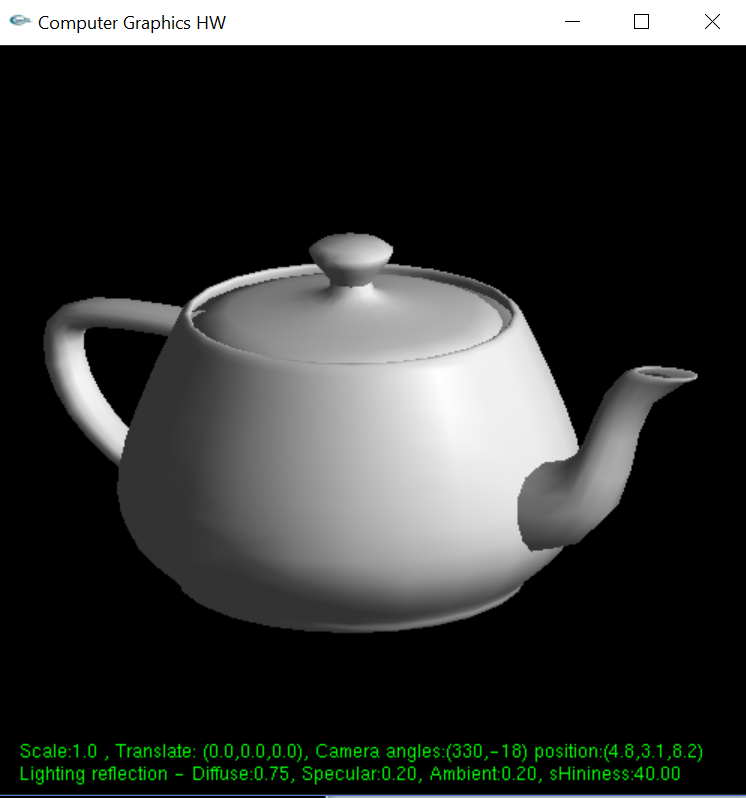 Computer Graphics HW
Scale:1.0 , Translate: (0.0,0.0,0.0), Camera angles:(330,-18) position:(4.8,3.1,8.2)
Lighting reflection - Diffuse:0.75, Specular:0.20, Ambient:0.20, sHininess:40.00